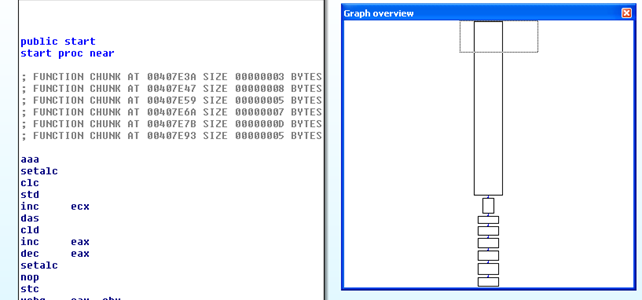 public start
start proc near
; FUNCTION CHUNK AT 00407E3A SIZE 00000003 BYTES
; FUNCTION CHUNK AT 00407E47 SIZE 00000008 BYTES
; FUNCTION CHUNK AT 00407E59 SIZE 00000005 BYTES
; FUNCTION CHUNK AT 00407E6A SIZE 00000007 BYTES
; FUNCTION CHUNK AT 00407E7B SIZE 0000000D BYTES
; FUNCTION CHUNK AT 00407E93 SIZE 00000005 BYTES
aaa
setalc
clc
std
inc ecx
das
cld
inc eax
dec eax
setalc
nop
stc
Graph overview